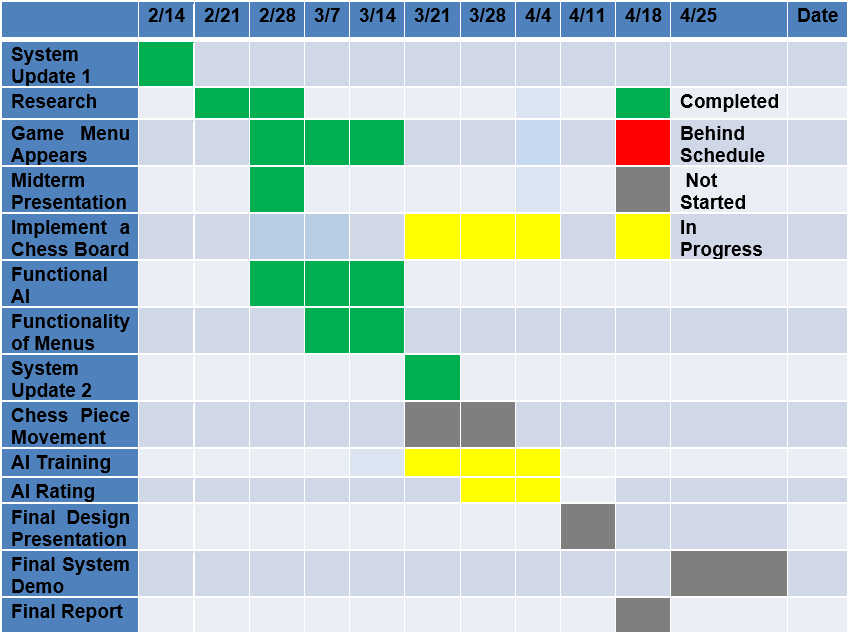 2/14 2/21 2/28 3/7 3/14 3/21 3/28 4/4 4/11 4/18 4/25 Date
System
Update 1
Research
Completed
Game Menu
Appears
Behind
Schedule
Midterm
Presentation
Not
Started
Implement a
Chess Board
In
Progress
Functional
AI
Functionality
of Menus
System
Update 2
Chess Piece
Movement
AI Training
AI Rating
Final Design
Presentation
Final System
Demo
Final Report